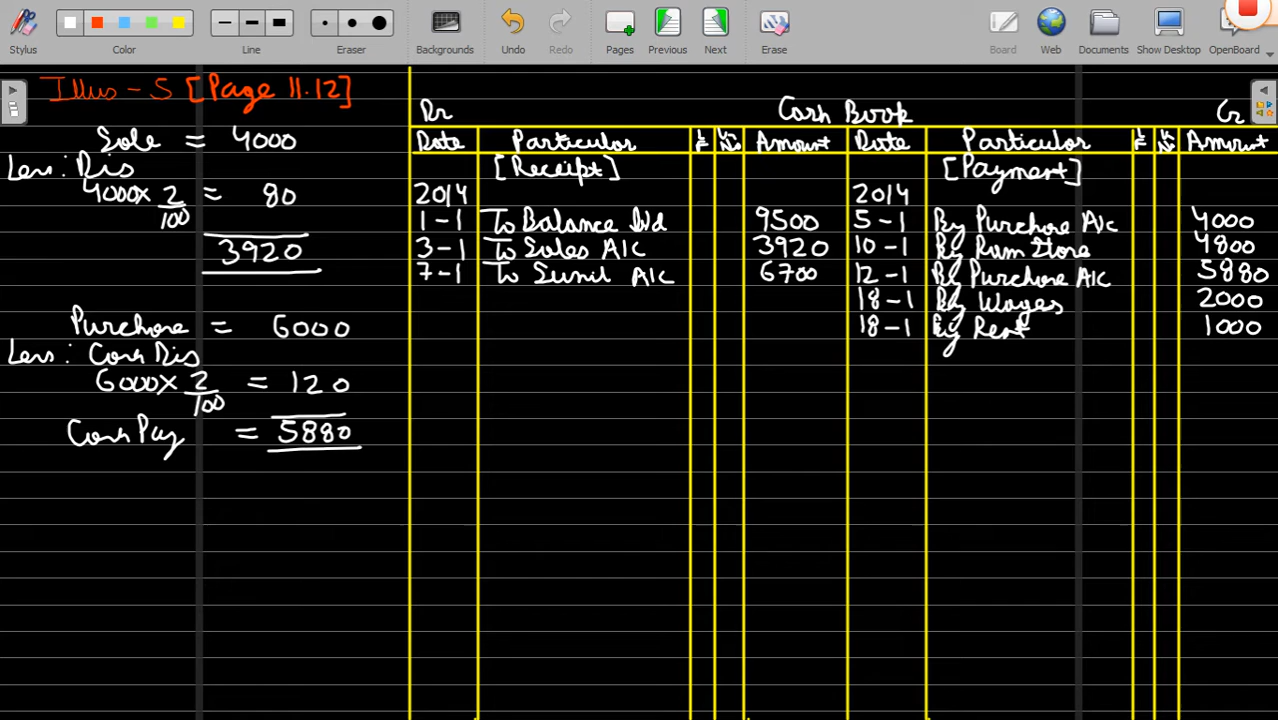 Stylus Color Line Eraser Backgrounds Undo Redo Pages Previous Next Erase Board Web Documents Show Desktop OpenBoard
Illus - 5 [Page 11.12]
Sale = 4000
Less: Dis
4000 x 2/100 = 80
3920
Purchase = 6000
Less: Cash Dis
6000 x 2/100 = 120
Cash Pay = 5880
Dr Cash Book Cr
Date Particular L.F. V.No Amount Date Particular L.F. V.No Amount
[Receipt] [Payment]
2014 2014
1-1 To Balance b/d 9500 5-1 By Purchase A/c 4000
3-1 To Sales A/C 3920 10-1 By Ram Store 4800
7-1 To Sunil A/C 6700 12-1 By Purchase A/C 5880
18-1 By Wages 2000
18-1 By Rent 1000